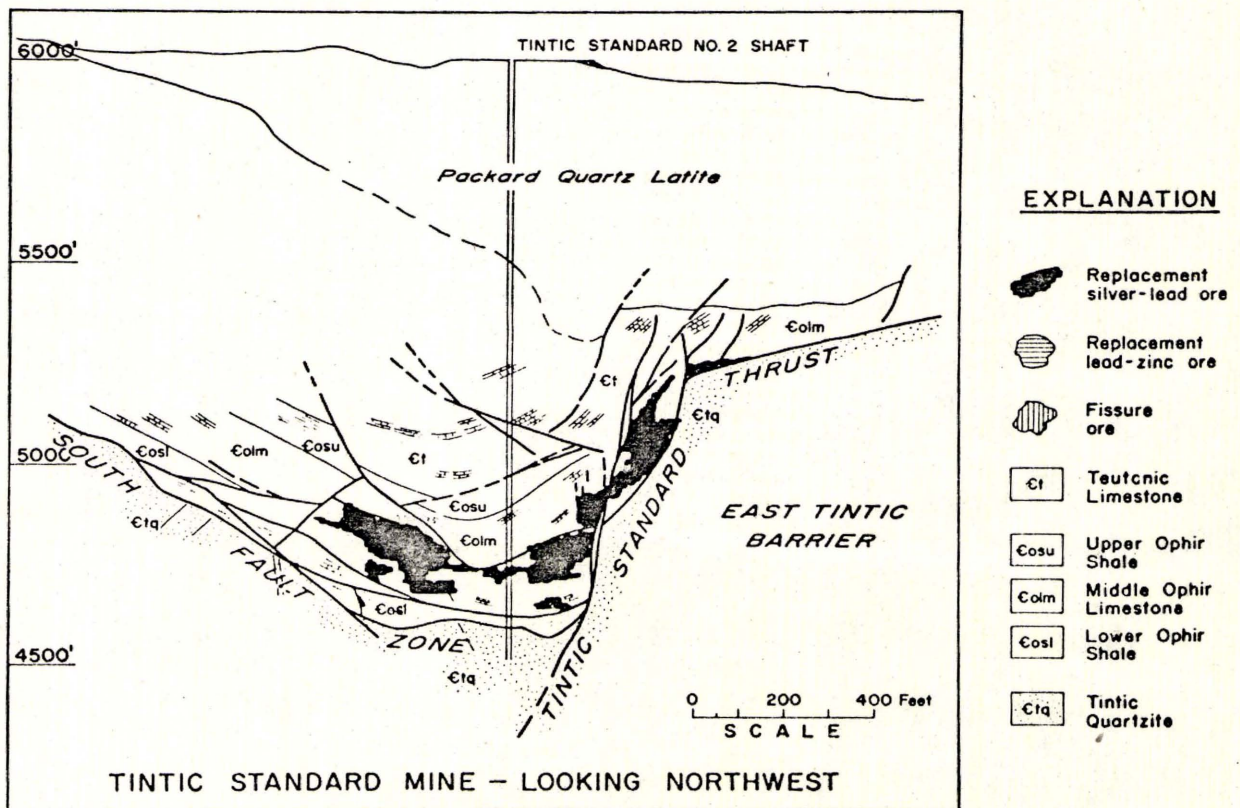 6000'
TINTIC STANDARD NO. 2 SHAFT
Packard Quartz Latite
5500'
Єolm
THRUST
Єt
Єtq
5000'
SOUTH
Єosl
Єolm
Єosu
Єt
Єosu
Єolm
STANDARD
EAST TINTIC
BARRIER
Єtq
FAULT
Єosl
ZONE
4500'
Єtq
TINTIC
0 200 400 Feet
SCALE
TINTIC STANDARD MINE – LOOKING NORTHWEST
EXPLANATION
Replacement
silver-lead ore
Replacement
lead-zinc ore
Fissure
ore
Єt
Teutonic
Limestone
Єosu
Upper Ophir
Shale
Єolm
Middle Ophir
Limestone
Єosl
Lower Ophir
Shale
Єtq
Tintic
Quartzite